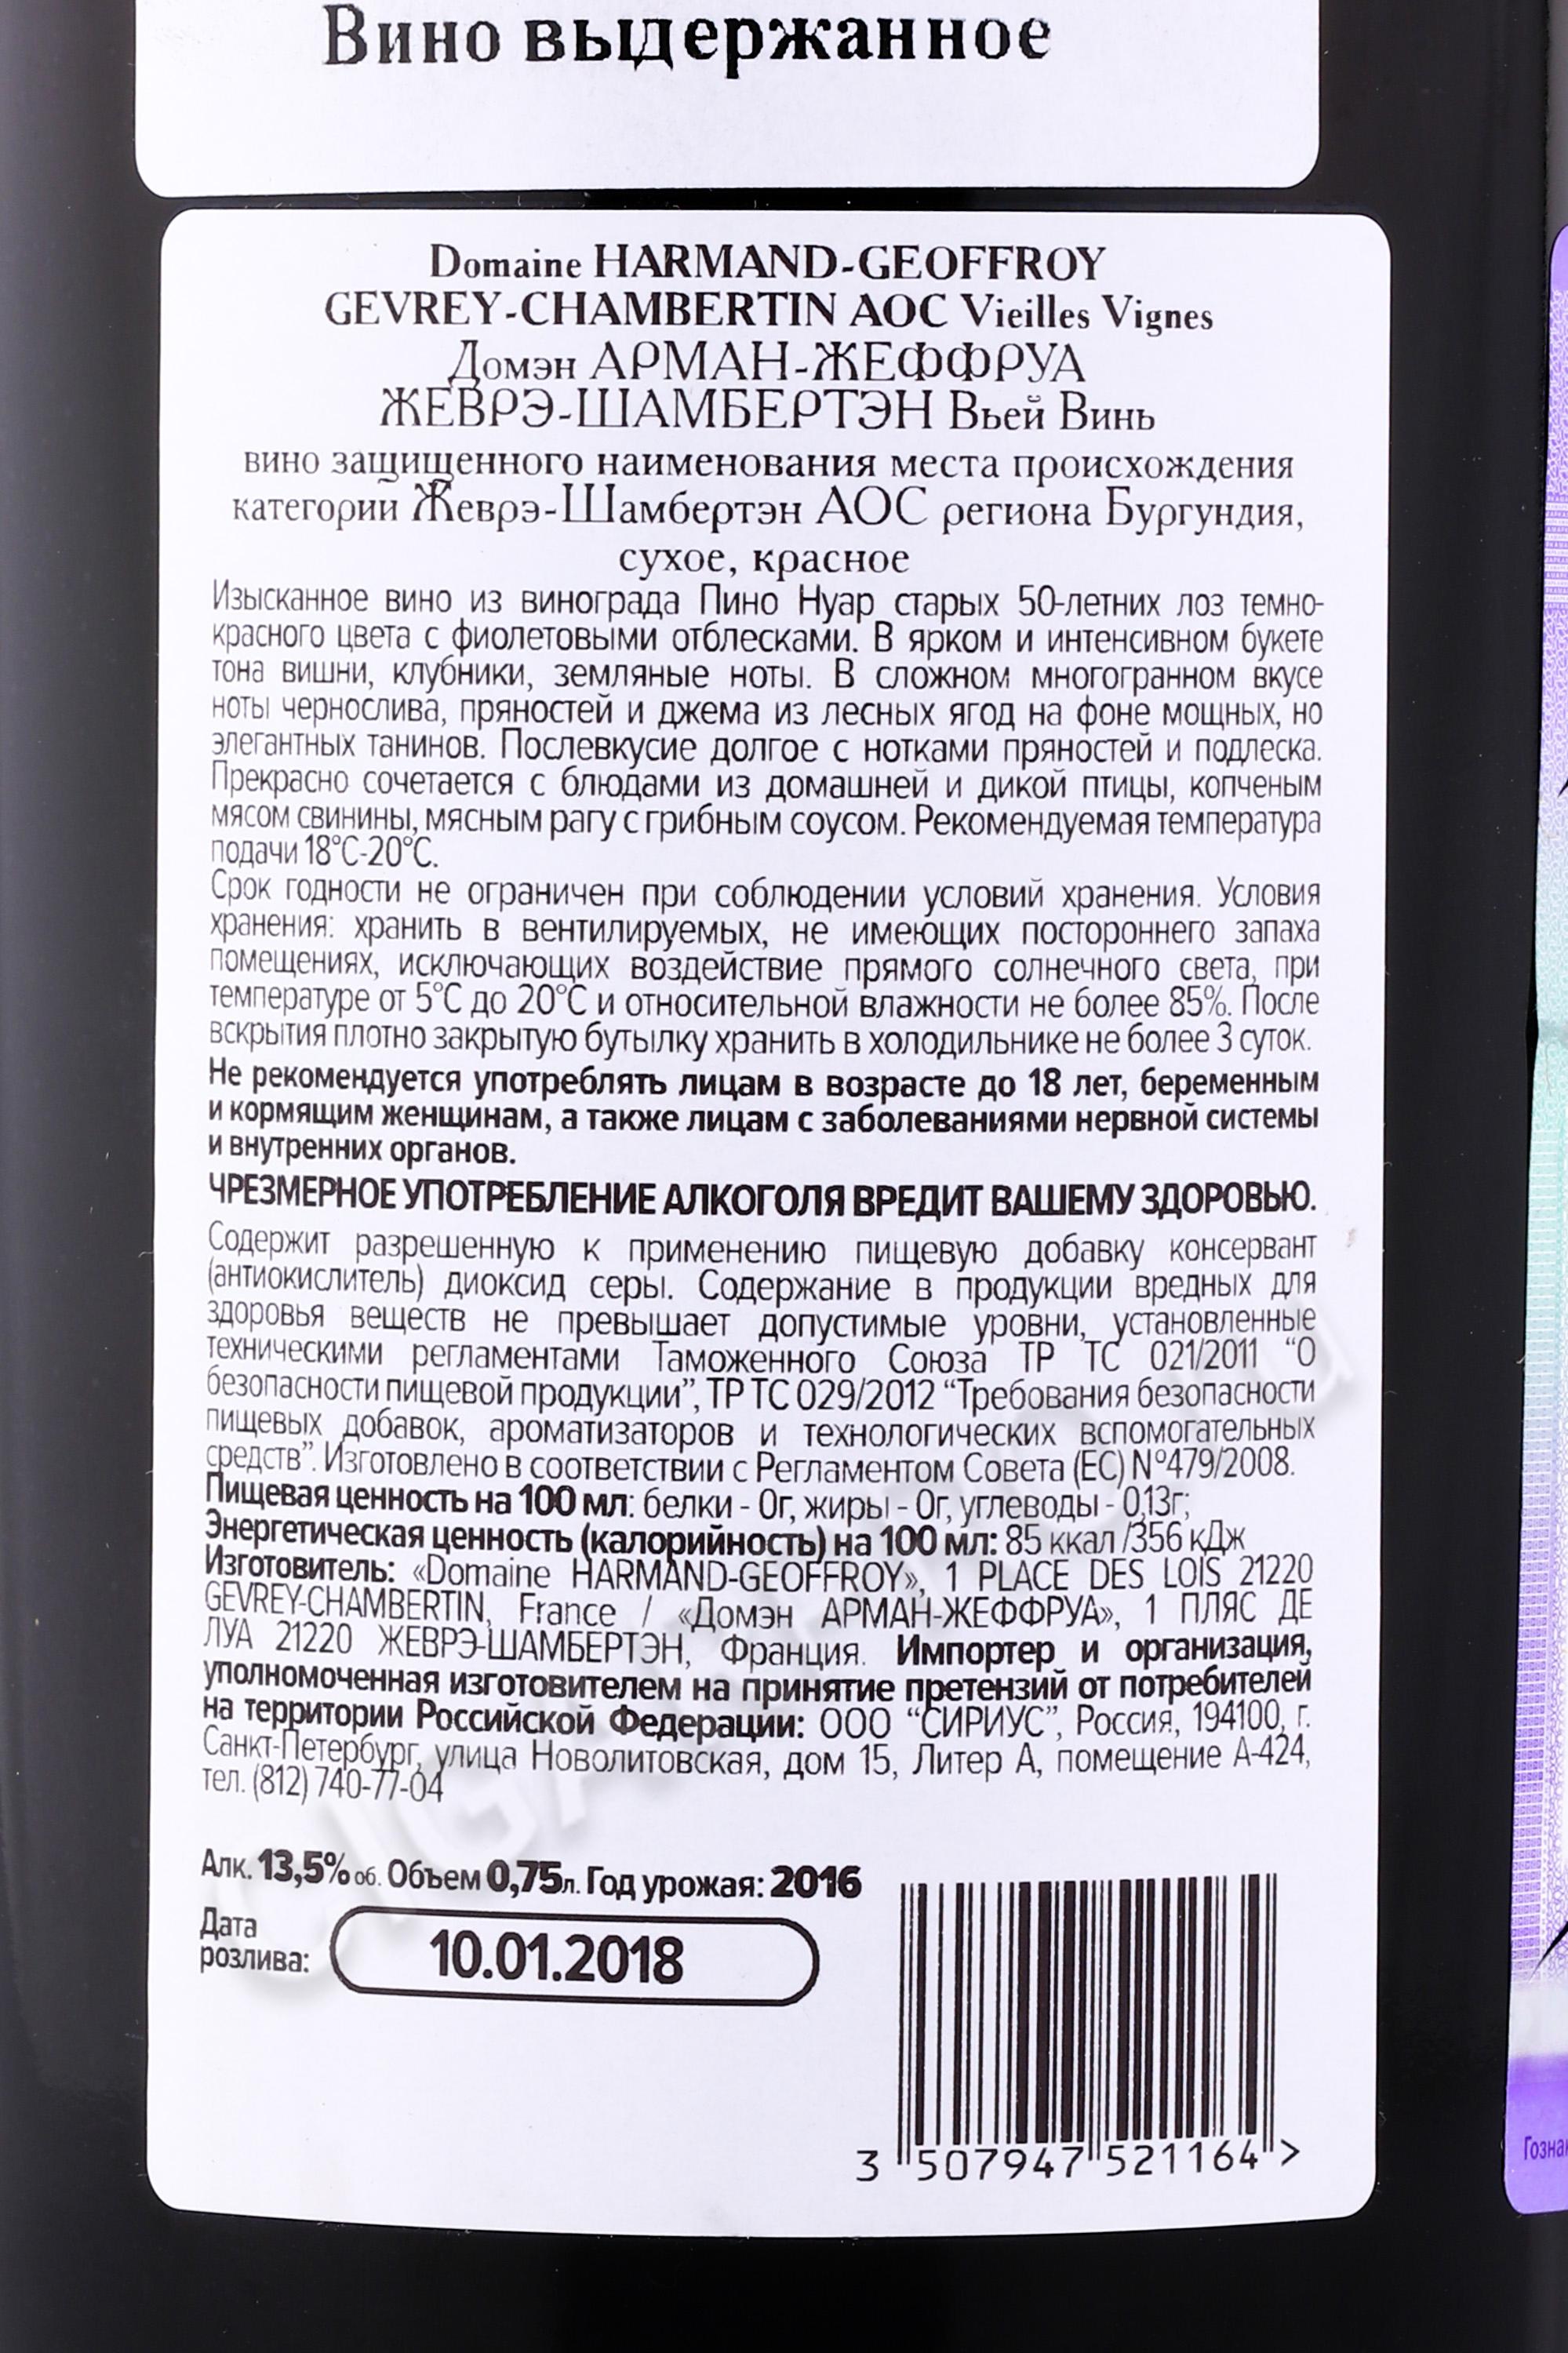 Вино выдержанное
Domaine HARMAND-GEOFFROY
GEVREY-CHAMBERTIN AOC Vieilles Vignes
Домэн АРМАН-ЖЕФФРУА
ЖЕВРЭ-ШАМБЕРТЭН Вьей Винь
вино защищенного наименования места происхождения
категорий Жеврэ-Шамбертэн АОС региона Бургундия,
сухое, красное
Изысканное вино из винограда Пино Нуар старых 50-летних лоз темно-
красного цвета с фиолетовыми отблесками. В ярком и интенсивном букете
тона вишни, клубники, земляные ноты. В сложном многогранном вкусе
ноты чернослива, пряностей и джема из лесных ягод на фоне мощных, но
элегантных танинов. Послевкусие долгое с нотками пряностей и подлеска.
Прекрасно сочетается с блюдами из домашней и дикой птицы, копченым
мясом свинины, мясным рагу с грибным соусом. Рекомендуемая температура
подачи 18°С-20°С.
Срок годности не ограничен при соблюдении условий хранения. Условия
хранения: хранить в вентилируемых, не имеющих постороннего запаха
помещениях, исключающих воздействие прямого солнечного света, при
температуре от 5°С до 20°С и относительной влажности не более 85%. После
вскрытия плотно закрытую бутылку хранить в холодильнике не более 3 суток.
Не рекомендуется употреблять лицам в возрасте до 18 лет, беременным
и кормящим женщинам, а также лицам с заболеваниями нервной системы
и внутренних органов.
ЧРЕЗМЕРНОЕ УПОТРЕБЛЕНИЕ АЛКОГОЛЯ ВРЕДИТ ВАШЕМУ ЗДОРОВЬЮ.
Содержит разрешенную к применению пищевую добавку консервант
(антиокислитель) диоксид серы. Содержание в продукции вредных для
здоровья веществ не превышает допустимые уровни, установленные
техническими регламентами Таможенного Союза ТР ТС 021/2011 “О
безопасности пищевой продукции”, ТР ТС 029/2012 “Требования безопасности
пищевых добавок, ароматизаторов и технологических вспомогательных
средств”. Изготовлено в соответствии с Регламентом Совета (ЕС) №479/2008.
Пищевая ценность на 100 мл: белки - 0г, жиры - 0г, углеводы - 0,13г;
Энергетическая ценность (калорийность) на 100 мл: 85 ккал /356 кДж
Изготовитель: «Domaine HARMAND-GEOFFROY», 1 PLACE DES LOIS 21220
GEVREY-CHAMBERTIN, France / «Домэн АРМАН-ЖЕФФРУА», 1 ПЛЯС ДЕ
ЛУА 21220 ЖЕВРЭ-ШАМБЕРТЭН, Франция. Импортер и организация,
уполномоченная изготовителем на принятие претензий от потребителей
на территории Российской Федерации: ООО “СИРИУС”, Россия, 194100, г.
Санкт-Петербург, улица Новолитовская, дом 15, Литер А, помещение А-424,
тел. (812) 740-77-04
Алк. 13,5% об. Объем 0,75л. Год урожая: 2016
Дата
розлива:
10.01.2018
3 507947 521164 >